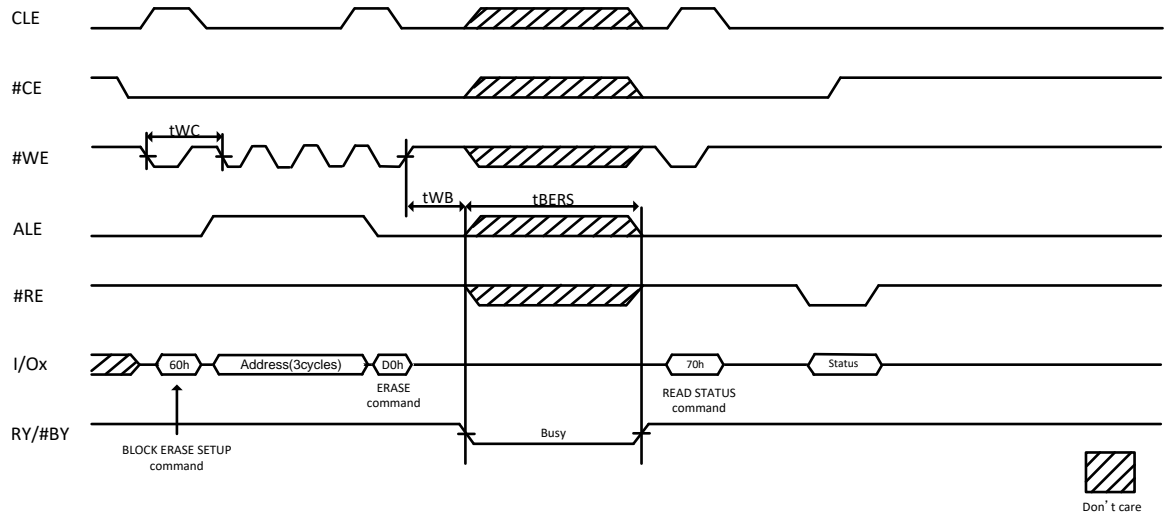 CLE
#CE
tWC
#WE
tWB
tBERS
ALE
#RE
I/Ox
60h
Address(3cycles)
D0h
70h
Status
ERASE
command
READ STATUS
command
RY/#BY
Busy
BLOCK ERASE SETUP
command
Don’t care